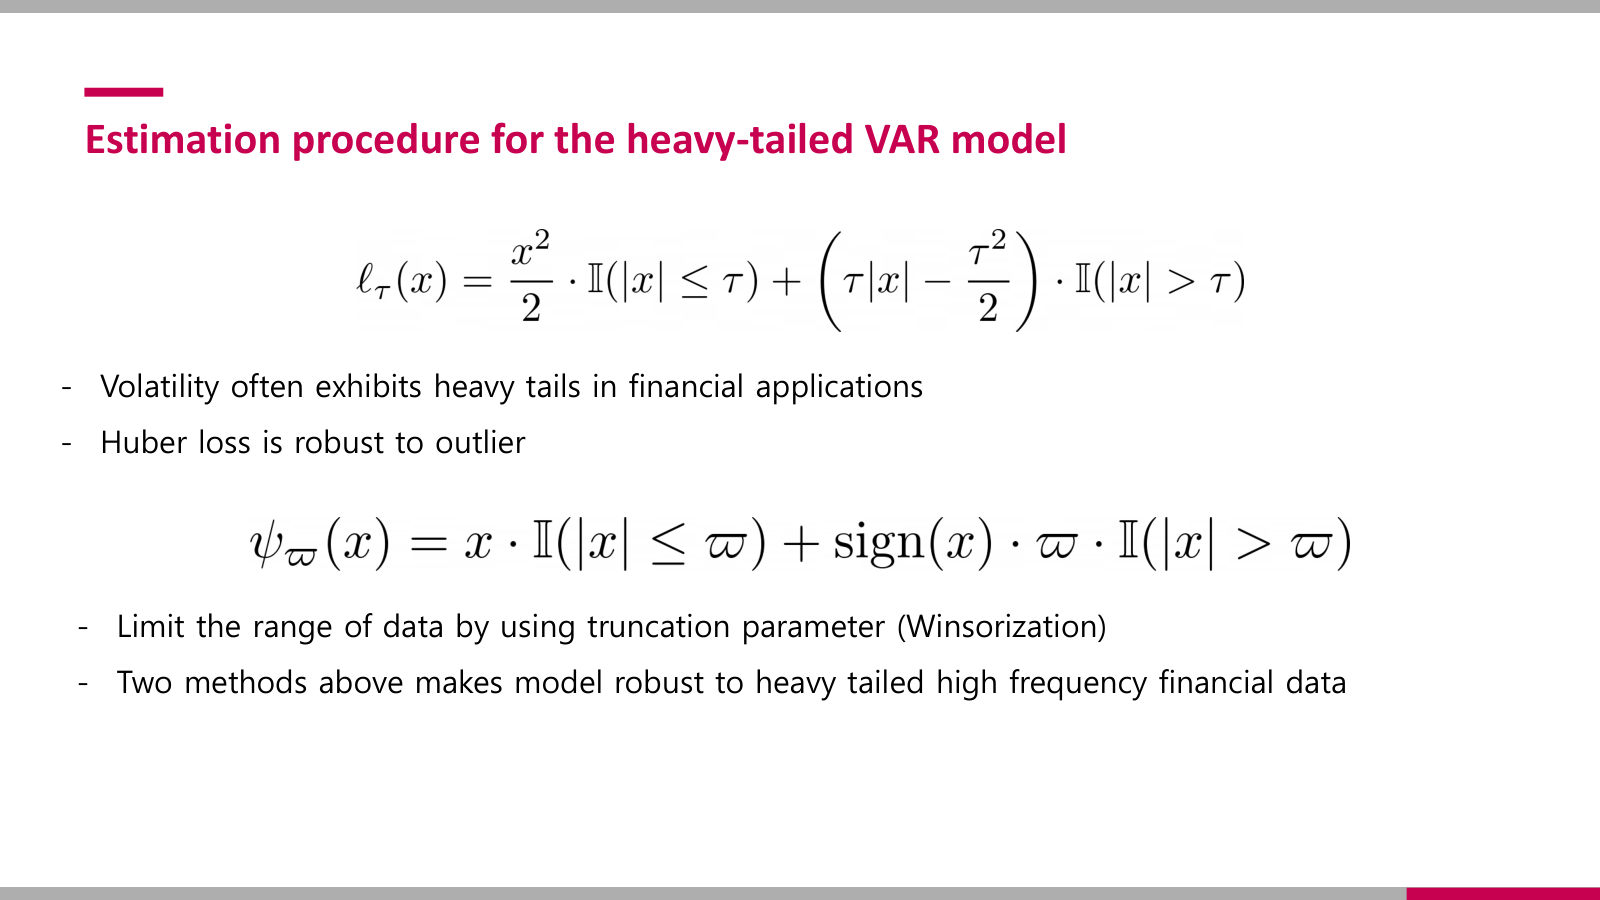 Estimation procedure for the heavy-tailed VAR model
ℓ_τ(x) = x²/2 · 𝕀(|x| ≤ τ) + (τ|x| − τ²/2) · 𝕀(|x| > τ)
- Volatility often exhibits heavy tails in financial applications
- Huber loss is robust to outlier
ψ_ϖ(x) = x · 𝕀(|x| ≤ ϖ) + sign(x) · ϖ · 𝕀(|x| > ϖ)
- Limit the range of data by using truncation parameter (Winsorization)
- Two methods above makes model robust to heavy tailed high frequency financial data